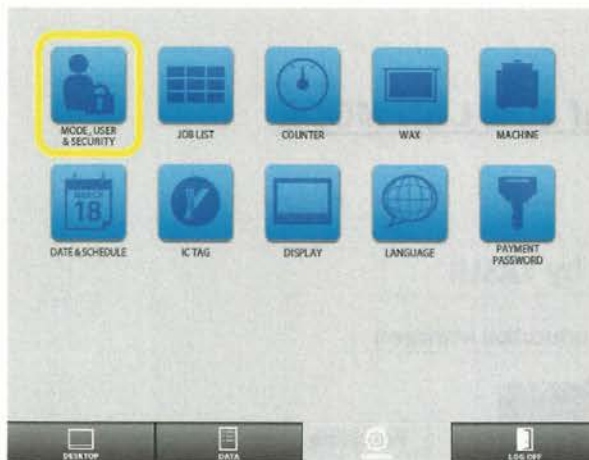 MODE, USER
& SECURITY
JOB LIST
COUNTER
WAX
MACHINE
MARCH
18
DATE & SCHEDULE
IC TAG
DISPLAY
LANGUAGE
PAYMENT
PASSWORD
DESKTOP
DATA
LOG OFF